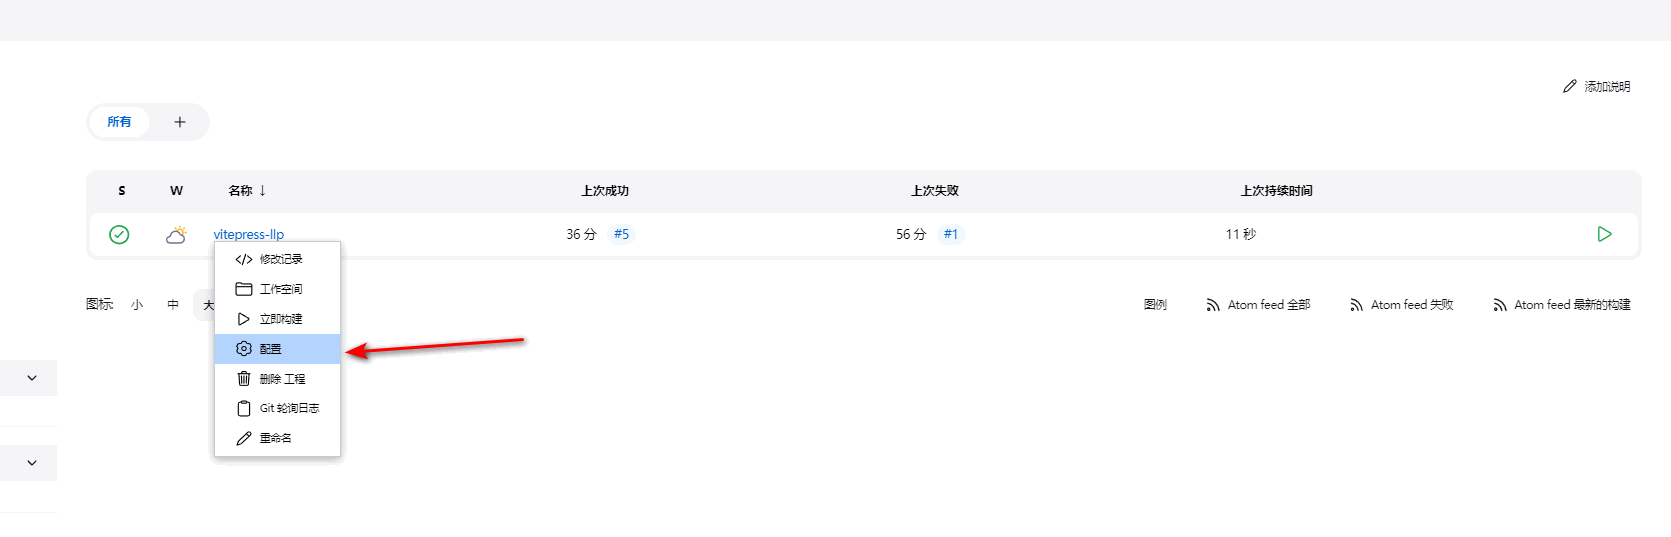 添加说明
所有 +
S W 名称 ↓ 上次成功 上次失败 上次持续时间
vitepress-llp 36 分 #5 56 分 #1 11 秒
修改记录
工作空间
图标: 小 中 大 图例 Atom feed 全部 Atom feed 失败 Atom feed 最新的构建
立即构建
配置
删除 工程
Git 轮询日志
重命名